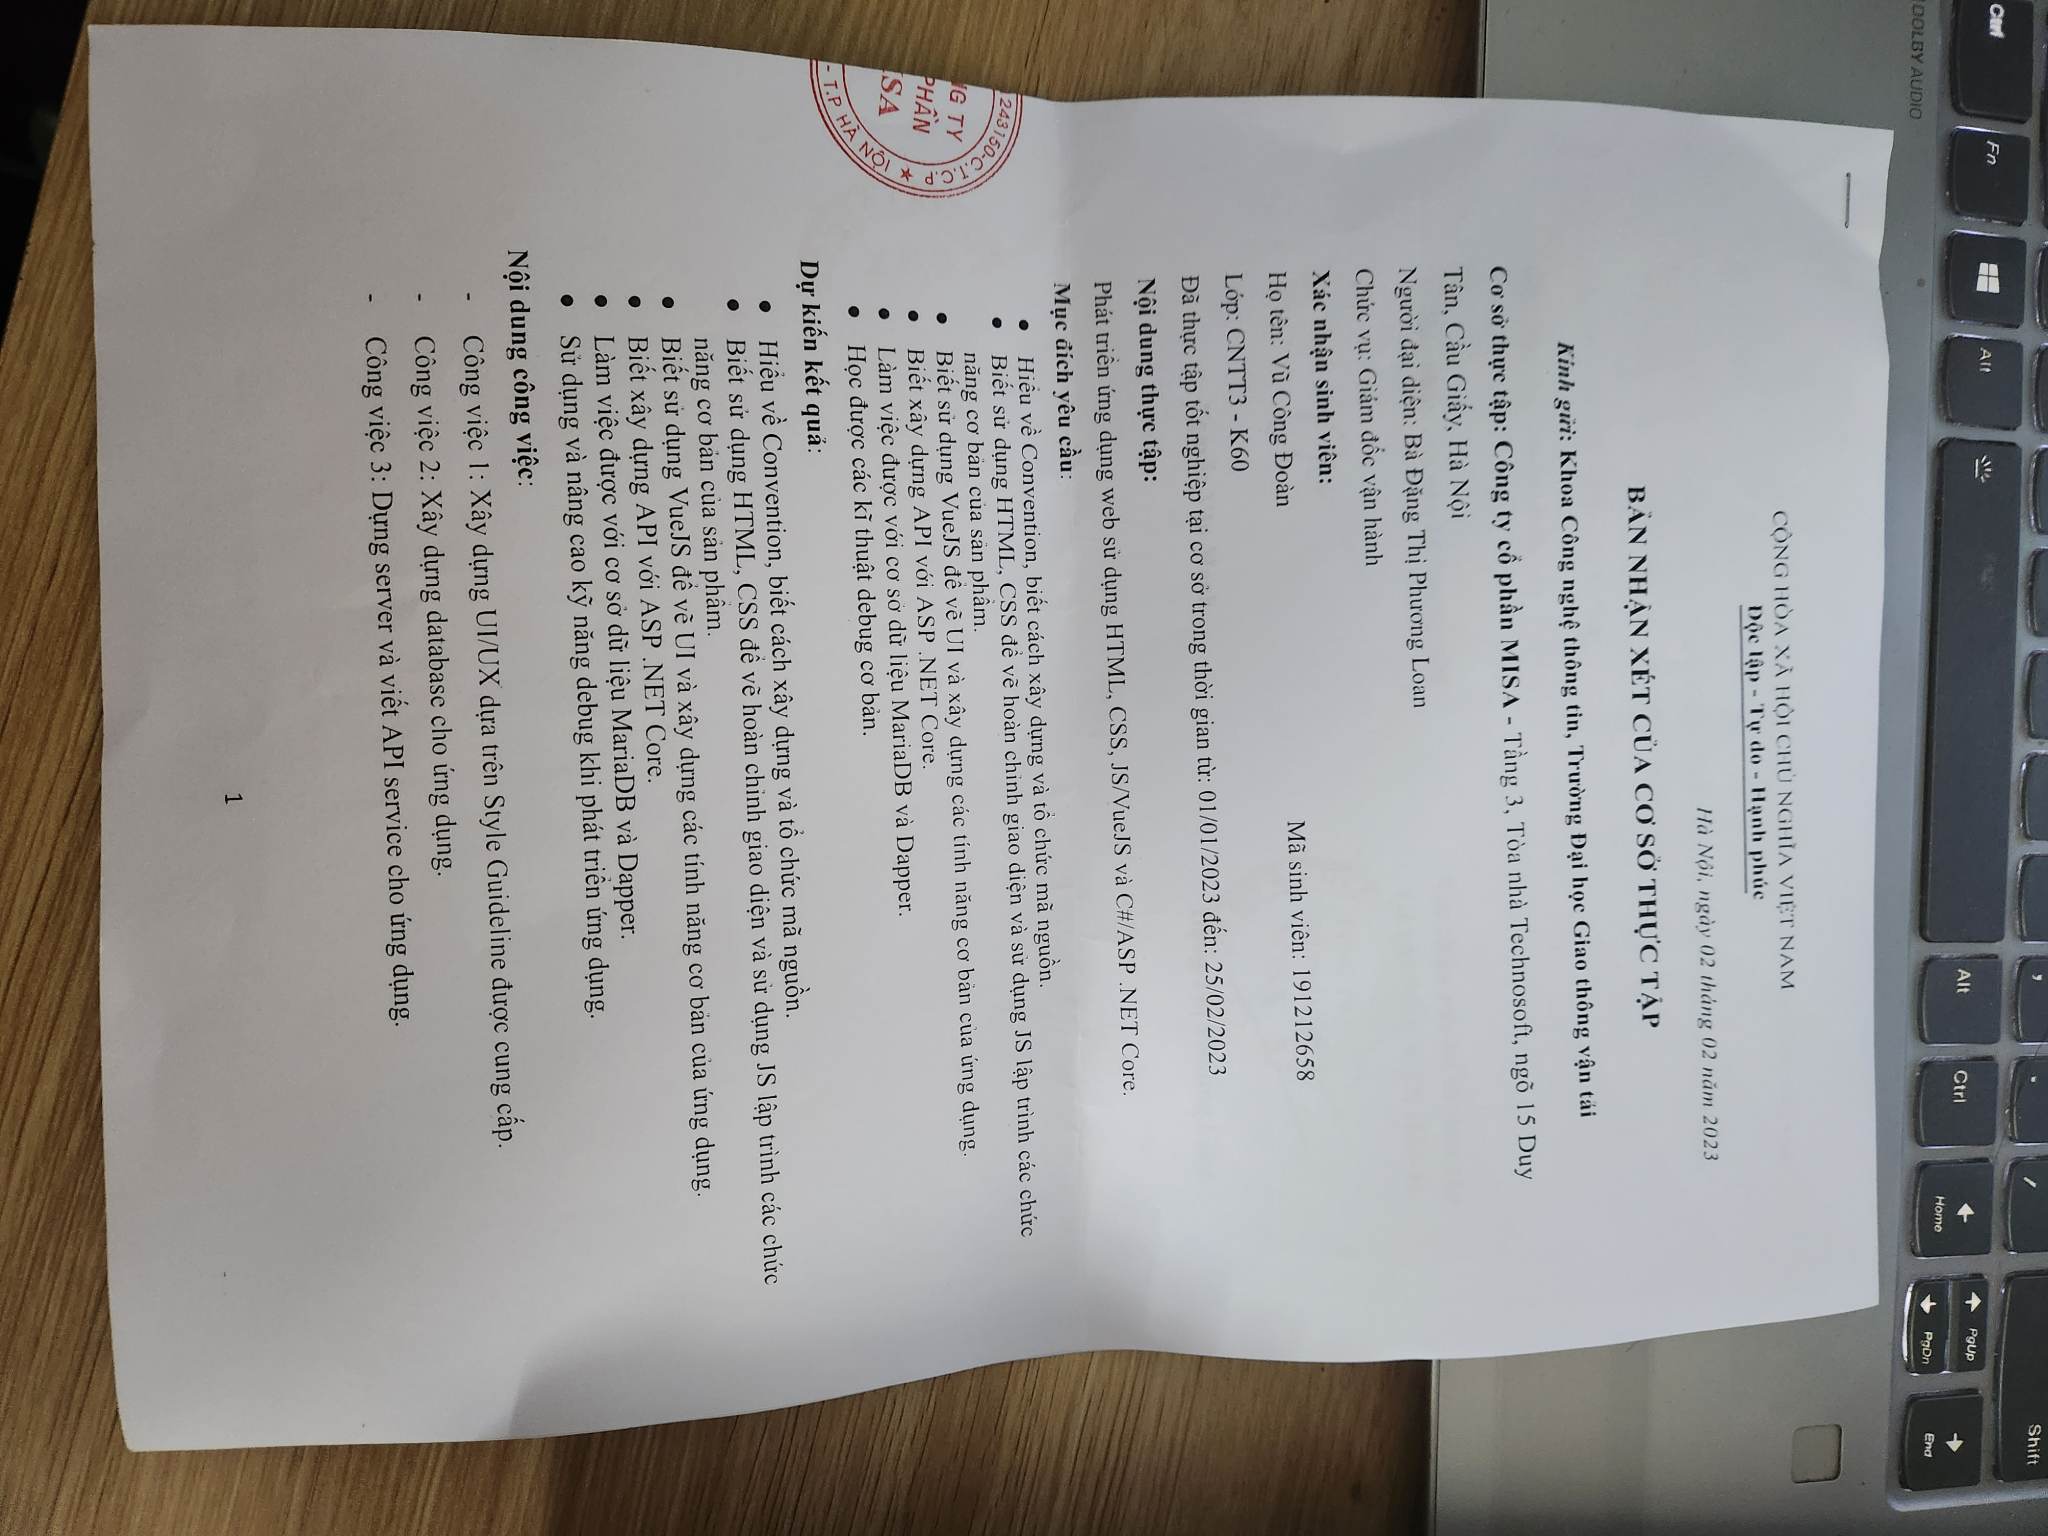 CỘNG HÒA XÃ HỘI CHỦ NGHĨA VIỆT NAM
Độc lập - Tự do - Hạnh phúc
Hà Nội, ngày 02 tháng 02 năm 2023
BẢN NHẬN XÉT CỦA CƠ SỞ THỰC TẬP
Kính gửi: Khoa Công nghệ thông tin, Trường Đại học Giao thông vận tải
Cơ sở thực tập: Công ty cổ phần MISA - Tầng 3, Tòa nhà Technosoft, ngõ 15 Duy
Tân, Cầu Giấy, Hà Nội
Người đại diện: Bà Đặng Thị Phương Loan
Chức vụ: Giám đốc vận hành
Xác nhận sinh viên:
Họ tên: Vũ Công Đoàn Mã sinh viên: 191212658
Lớp: CNTT3 - K60
Đã thực tập tốt nghiệp tại cơ sở trong thời gian từ: 01/01/2023 đến: 25/02/2023
Nội dung thực tập:
Phát triển ứng dụng web sử dụng HTML, CSS, JS/VueJS và C#/ASP .NET Core.
Mục đích yêu cầu:
● Hiểu về Convention, biết cách xây dựng và tổ chức mã nguồn.
● Biết sử dụng HTML, CSS để vẽ hoàn chỉnh giao diện và sử dụng JS lập trình các chức
năng cơ bản của sản phẩm.
● Biết sử dụng VueJS để vẽ UI và xây dựng các tính năng cơ bản của ứng dụng.
● Biết xây dựng API với ASP .NET Core.
● Làm việc được với cơ sở dữ liệu MariaDB và Dapper.
● Học được các kĩ thuật debug cơ bản.
Dự kiến kết quả:
● Hiểu về Convention, biết cách xây dựng và tổ chức mã nguồn.
● Biết sử dụng HTML, CSS để vẽ hoàn chỉnh giao diện và sử dụng JS lập trình các chức
năng cơ bản của sản phẩm.
● Biết sử dụng VueJS để vẽ UI và xây dựng các tính năng cơ bản của ứng dụng.
● Biết xây dựng API với ASP .NET Core.
● Làm việc được với cơ sở dữ liệu MariaDB và Dapper.
● Sử dụng và nâng cao kỹ năng debug khi phát triển ứng dụng.
Nội dung công việc:
- Công việc 1: Xây dựng UI/UX dựa trên Style Guideline được cung cấp.
- Công việc 2: Xây dựng database cho ứng dụng.
- Công việc 3: Dựng server và viết API service cho ứng dụng.
1
243150-C.T.C.P
NG TY
PHẦN
SA
★
- T.P HÀ NỘI
DOLBY AUDIO
Ctrl
Fn
Alt
Alt
Ctrl
Home
PgUp
PgDn
End
Shift
,
.
/